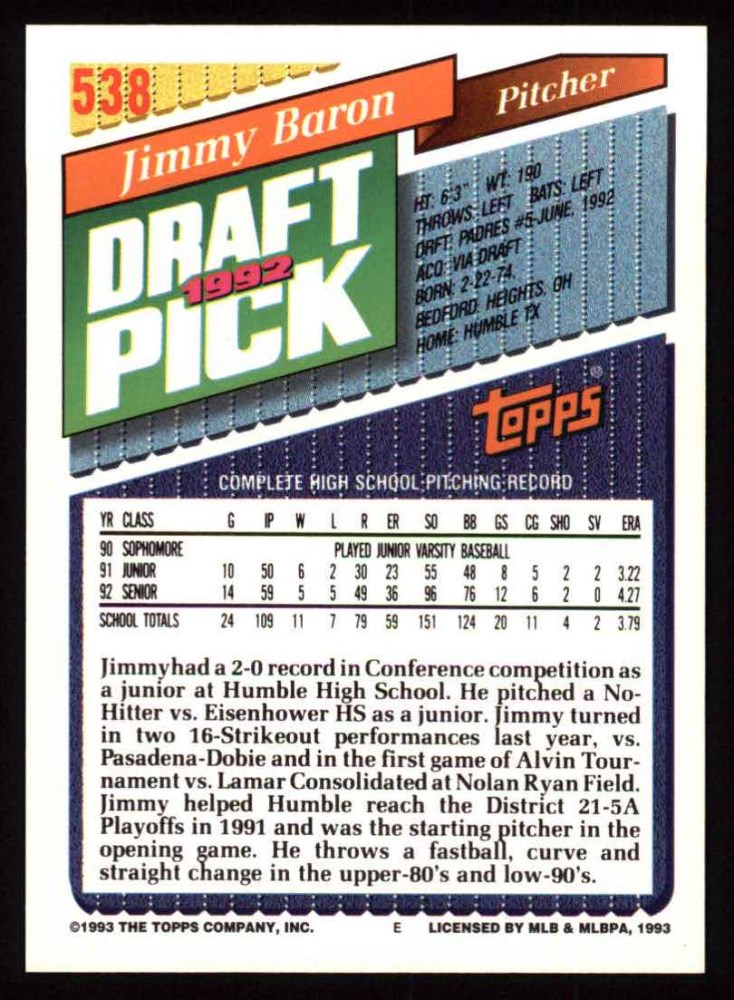 538
Jimmy Baron
Pitcher
DRAFT
1992
PICK
HT: 6'3" WT: 190
THROWS: LEFT BATS: LEFT
DRFT: PADRES #5-JUNE, 1992
ACQ: VIA DRAFT
BORN: 2-22-74,
BEDFORD HEIGHTS, OH
HOME: HUMBLE TX
topps®
COMPLETE HIGH SCHOOL PITCHING RECORD
YR CLASS G IP W L R ER SO BB GS CG SHO SV ERA
90 SOPHOMORE PLAYED JUNIOR VARSITY BASEBALL
91 JUNIOR 10 50 6 2 30 23 55 48 8 5 2 2 3.22
92 SENIOR 14 59 5 5 49 36 96 76 12 6 2 0 4.27
SCHOOL TOTALS 24 109 11 7 79 59 151 124 20 11 4 2 3.79
Jimmyhad a 2-0 record in Conference competition as
a junior at Humble High School. He pitched a No-
Hitter vs. Eisenhower HS as a junior. Jimmy turned
in two 16-Strikeout performances last year, vs.
Pasadena-Dobie and in the first game of Alvin Tour-
nament vs. Lamar Consolidated at Nolan Ryan Field.
Jimmy helped Humble reach the District 21-5A
Playoffs in 1991 and was the starting pitcher in the
opening game. He throws a fastball, curve and
straight change in the upper-80's and low-90's.
©1993 THE TOPPS COMPANY, INC. E LICENSED BY MLB & MLBPA, 1993